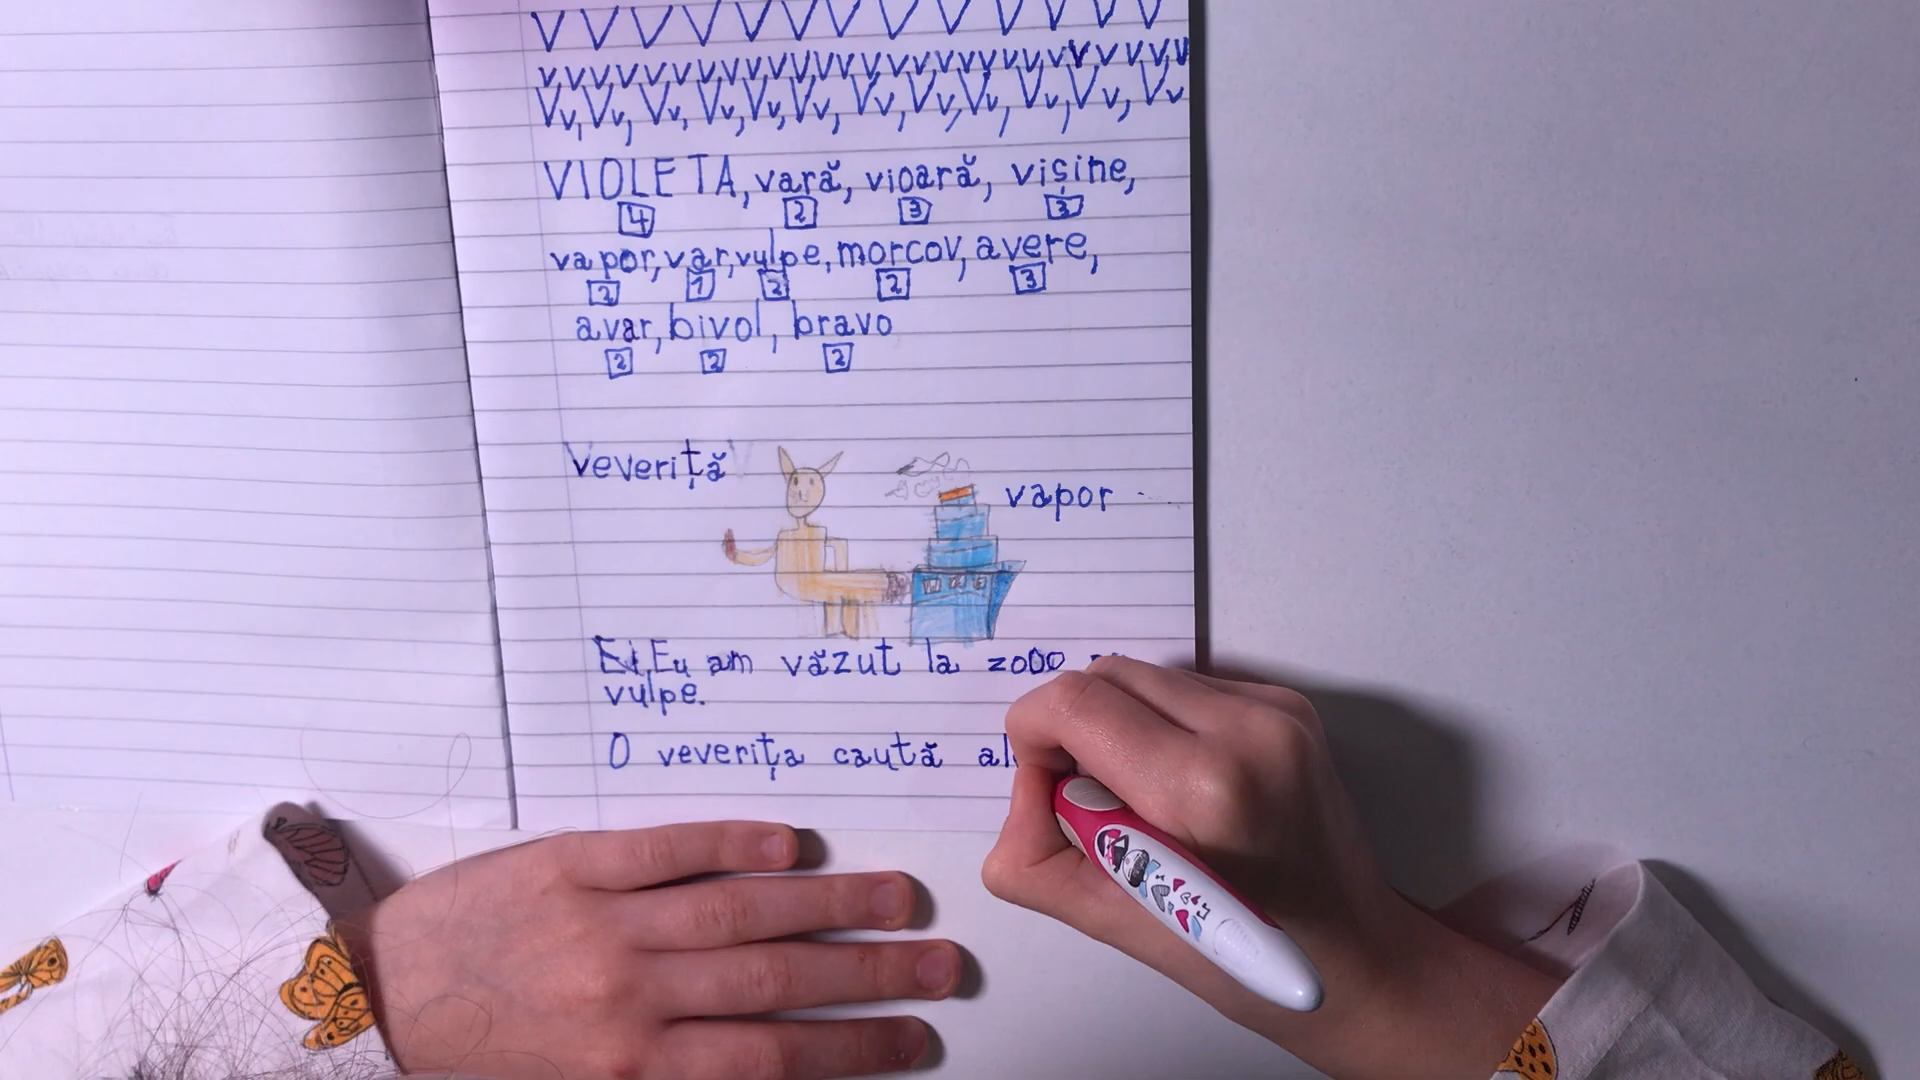 V V V V V V V V V V V V
v v v v v v v v v v v v v v v v v v v v v v v v v
Vv, Vv, Vv, Vv, Vv, Vv, Vv, Vv, Vv, Vv, Vv, Vv
VIOLETA, vară, vioară, vișine,
4 2 3 3
vapor, var, vulpe, morcov, avere,
2 1 2 2 3
avar, bivol, bravo
2 2 2
Veveriță
vapor
Eu am văzut la zooo
vulpe.
O veverița caută